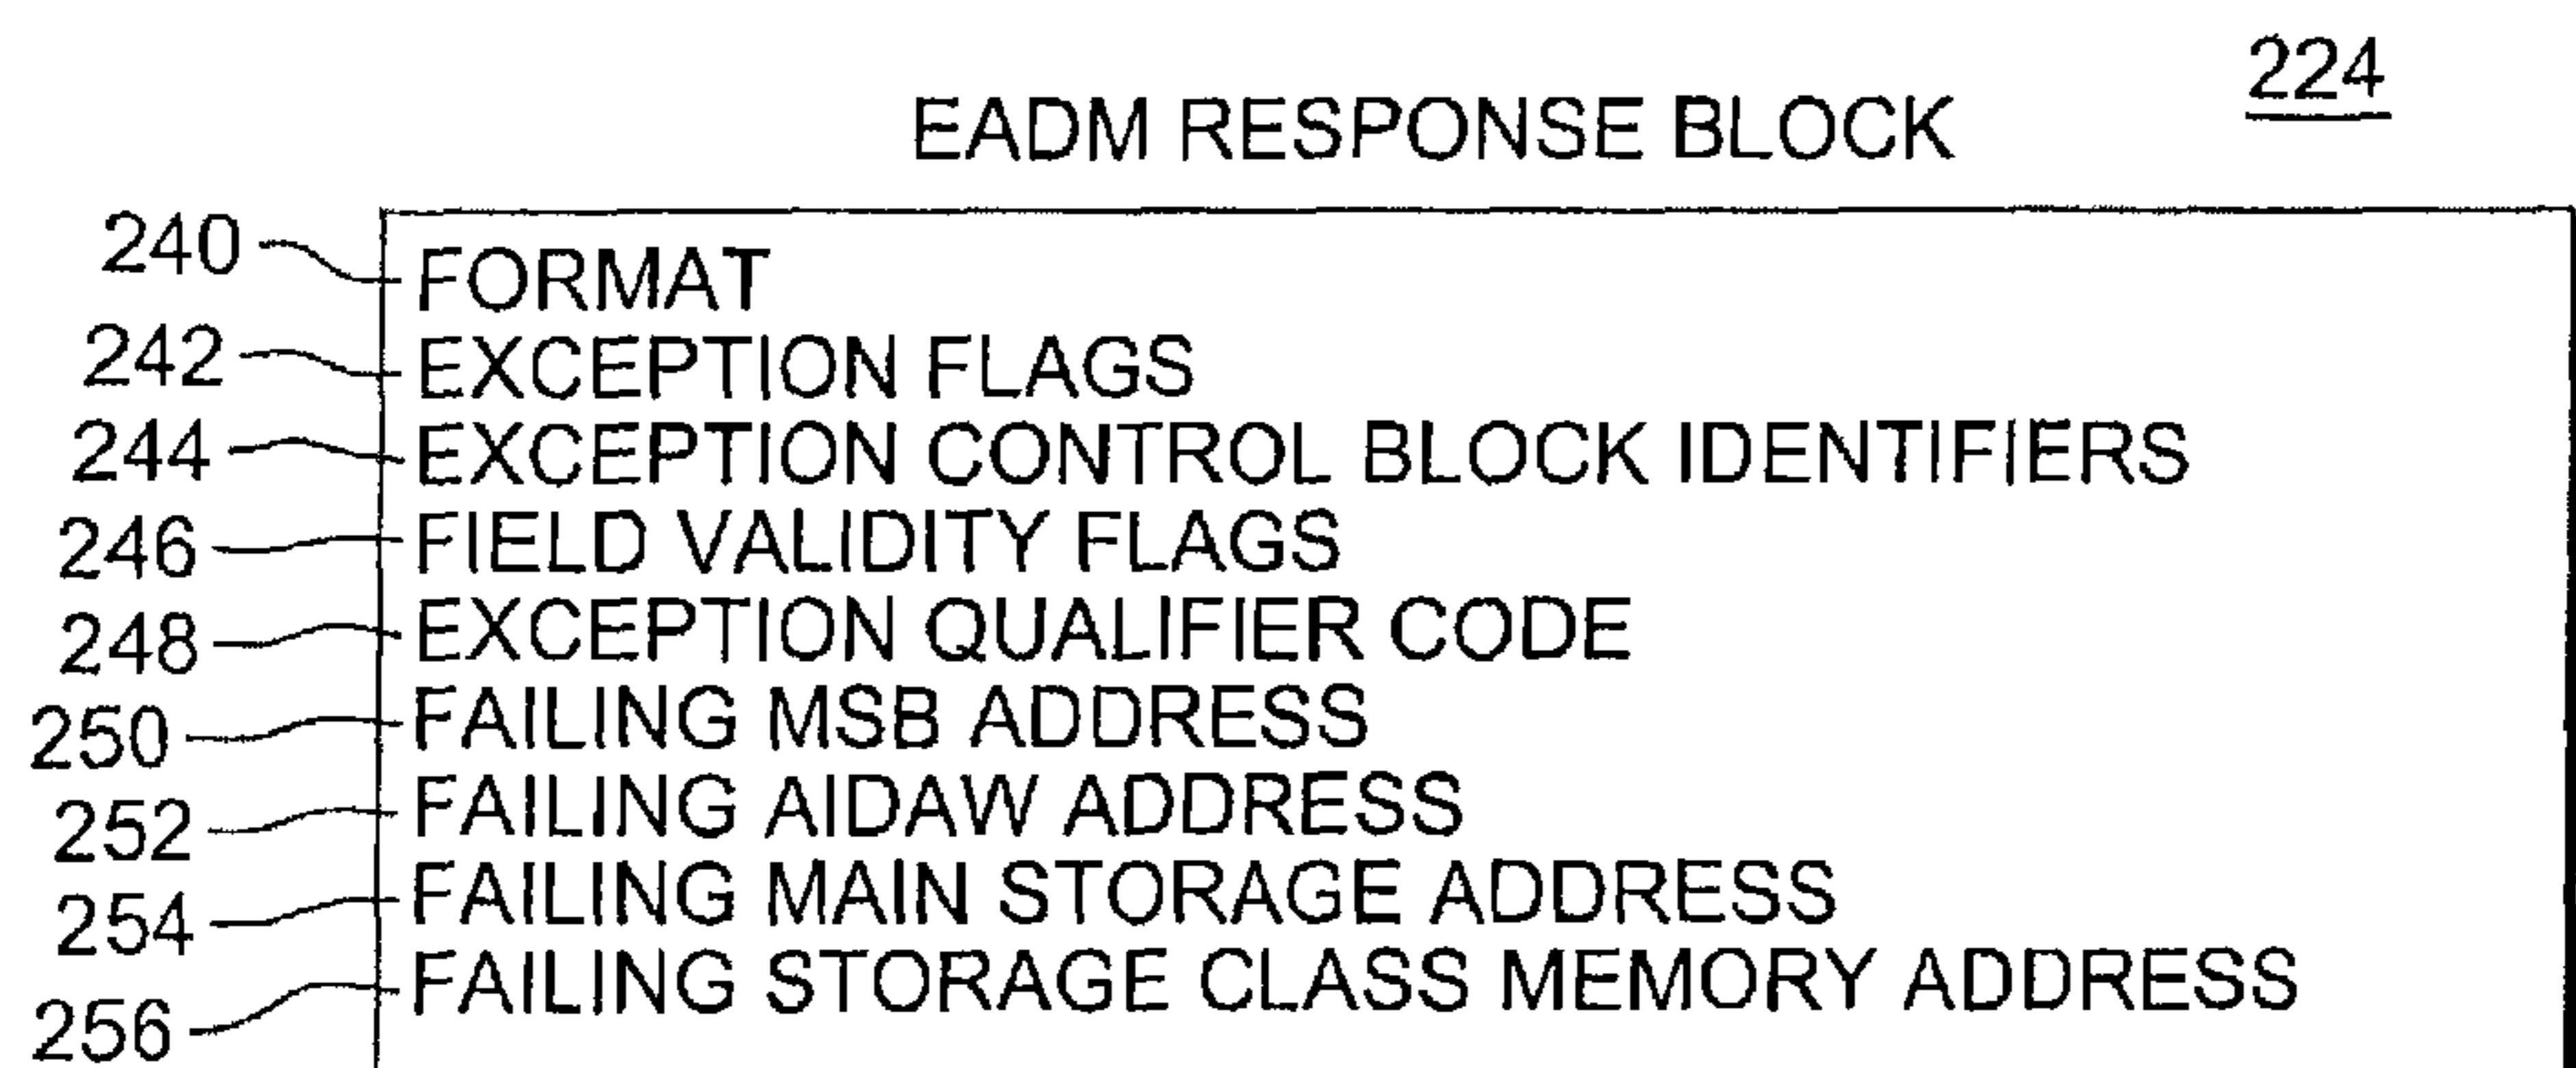 224
EADM RESPONSE BLOCK
240 FORMAT
242 EXCEPTION FLAGS
244 EXCEPTION CONTROL BLOCK IDENTIFIERS
246 FIELD VALIDITY FLAGS
248 EXCEPTION QUALIFIER CODE
250 FAILING MSB ADDRESS
252 FAILING AIDAW ADDRESS
254 FAILING MAIN STORAGE ADDRESS
256 FAILING STORAGE CLASS MEMORY ADDRESS